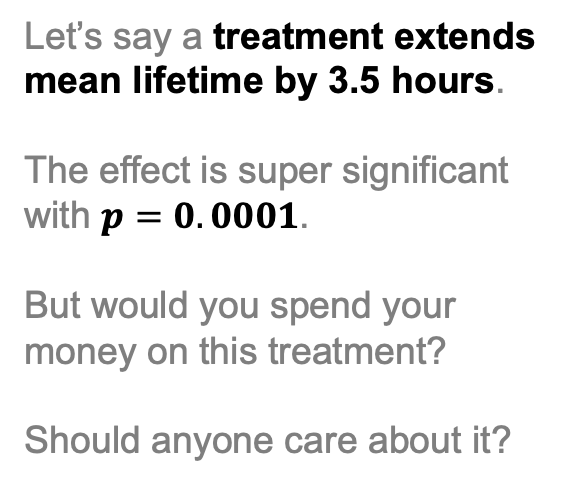 Let’s say a treatment extends
mean lifetime by 3.5 hours.
The effect is super significant
with p = 0.0001.
But would you spend your
money on this treatment?
Should anyone care about it?